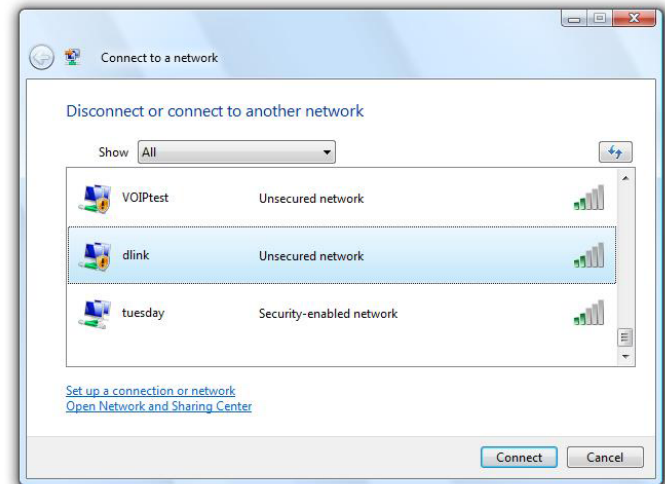 Connect to a network
Disconnect or connect to another network
Show All
VOIPtest Unsecured network
dlink Unsecured network
tuesday Security-enabled network
Set up a connection or network
Open Network and Sharing Center
Connect Cancel